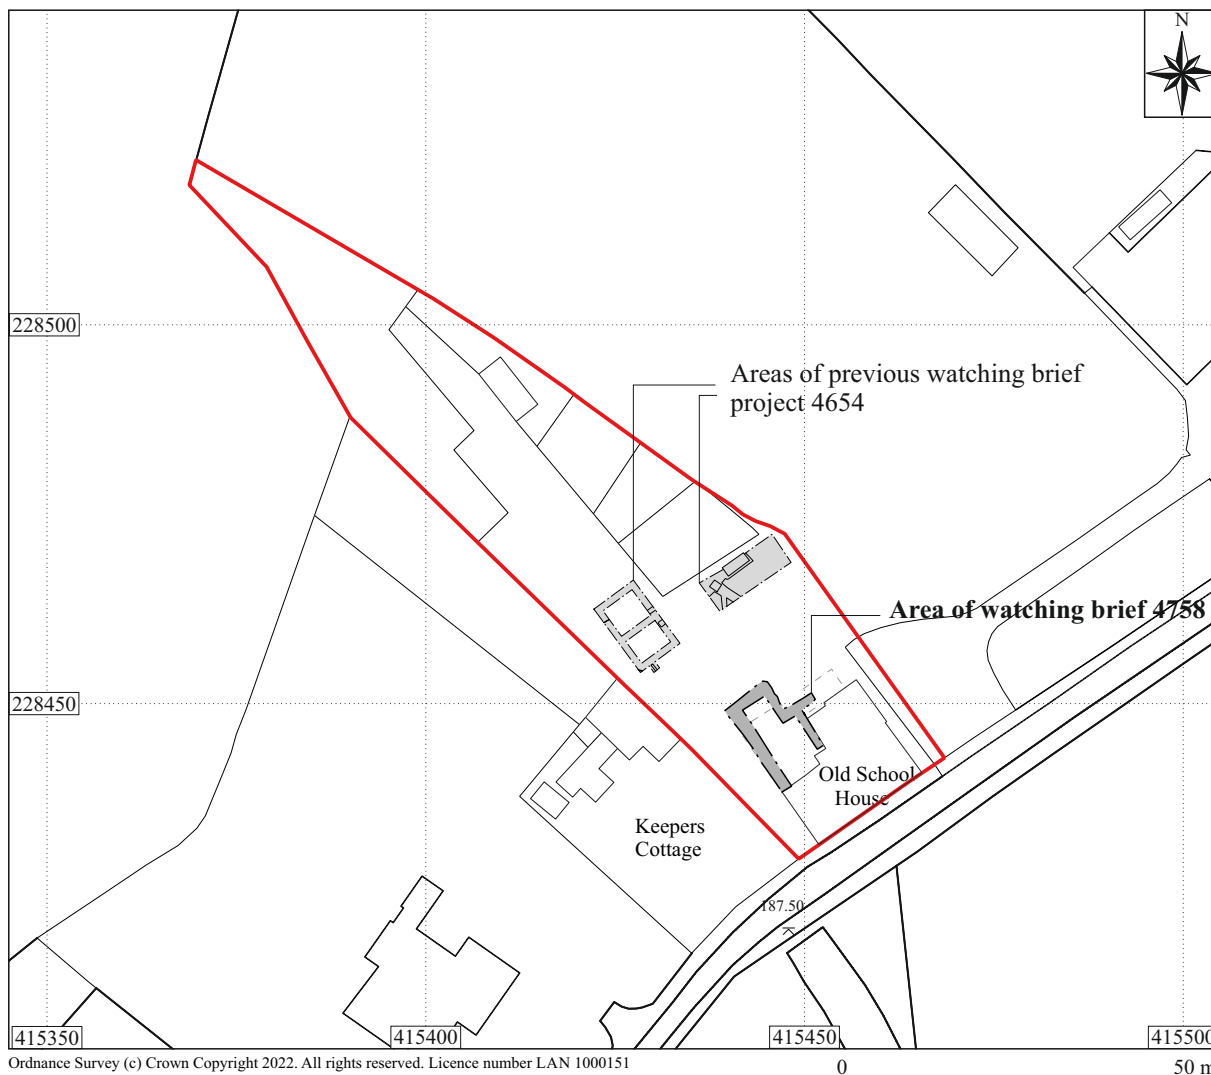 N
228500
Areas of previous watching brief
project 4654
Area of watching brief 4758
228450
Old School
House
Keepers
Cottage
187.50
415350
415400
415450
415500
Ordnance Survey (c) Crown Copyright 2022. All rights reserved. Licence number LAN 1000151
0
50 m